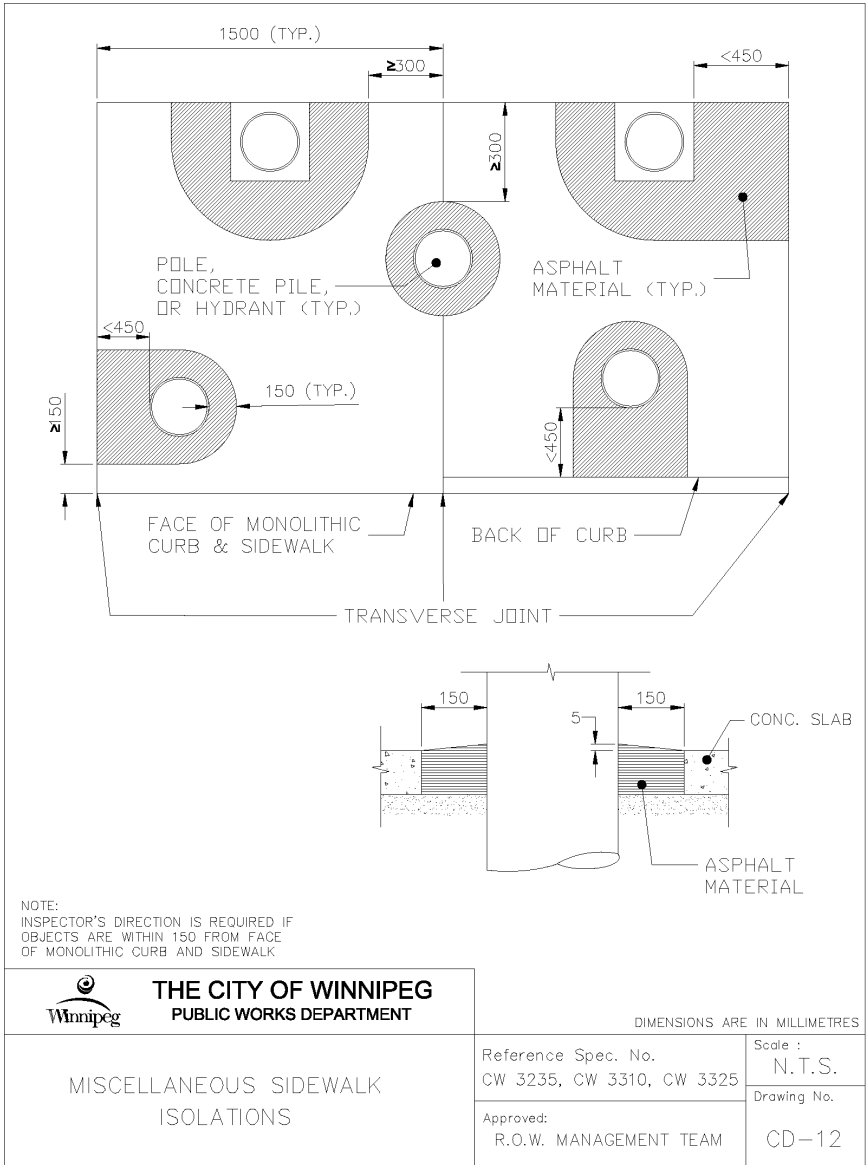 1500 (TYP.)
≥300
<450
≥300
POLE,
CONCRETE PILE,
OR HYDRANT (TYP.)
ASPHALT
MATERIAL (TYP.)
<450
150 (TYP.)
≥150
<450
FACE OF MONOLITHIC
CURB & SIDEWALK
BACK OF CURB
TRANSVERSE JOINT
150
150
5
CONC. SLAB
ASPHALT
MATERIAL
NOTE:
INSPECTOR'S DIRECTION IS REQUIRED IF
OBJECTS ARE WITHIN 150 FROM FACE
OF MONOLITHIC CURB AND SIDEWALK
Winnipeg
THE CITY OF WINNIPEG
PUBLIC WORKS DEPARTMENT
DIMENSIONS ARE IN MILLIMETRES
MISCELLANEOUS SIDEWALK
ISOLATIONS
Reference Spec. No.
CW 3235, CW 3310, CW 3325
Scale :
N.T.S.
Approved:
R.O.W. MANAGEMENT TEAM
Drawing No.
CD-12